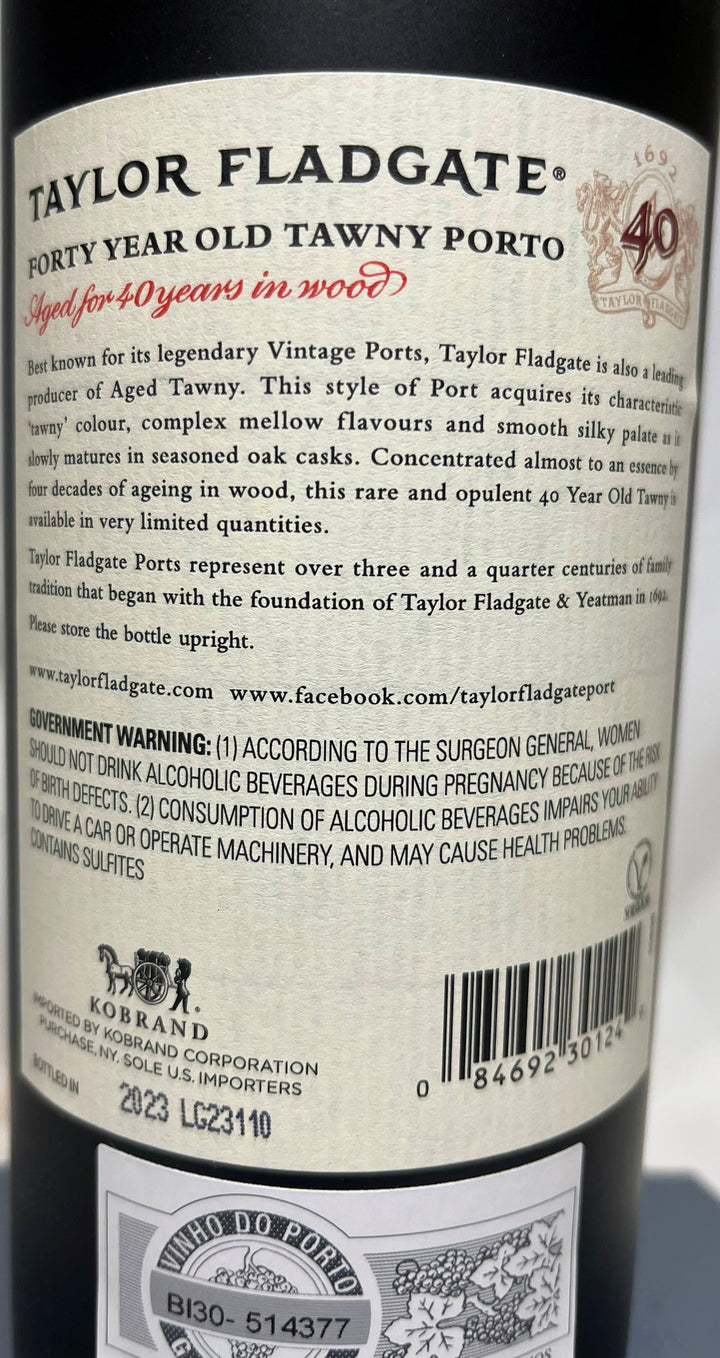 TAYLOR FLADGATE®
FORTY YEAR OLD TAWNY PORTO
Aged for 40 years in wood
1692
40
TAYLOR FLADGATE
Best known for its legendary Vintage Ports, Taylor Fladgate is also a leading
producer of Aged Tawny. This style of Port acquires its characteristic
'tawny' colour, complex mellow flavours and smooth silky palate as it
slowly matures in seasoned oak casks. Concentrated almost to an essence by
four decades of ageing in wood, this rare and opulent 40 Year Old Tawny is
available in very limited quantities.
Taylor Fladgate Ports represent over three and a quarter centuries of family
tradition that began with the foundation of Taylor Fladgate & Yeatman in 1692.
Please store the bottle upright.
www.taylorfladgate.com www.facebook.com/taylorfladgateport
GOVERNMENT WARNING: (1) ACCORDING TO THE SURGEON GENERAL, WOMEN
SHOULD NOT DRINK ALCOHOLIC BEVERAGES DURING PREGNANCY BECAUSE OF THE RISK
OF BIRTH DEFECTS. (2) CONSUMPTION OF ALCOHOLIC BEVERAGES IMPAIRS YOUR ABILITY
TO DRIVE A CAR OR OPERATE MACHINERY, AND MAY CAUSE HEALTH PROBLEMS.
CONTAINS SULFITES
VEGAN
KOBRAND
IMPORTED BY KOBRAND CORPORATION
PURCHASE, NY. SOLE U.S. IMPORTERS
BOTTLED IN
2023 LG23110
0 84692 30124 9
VINHO DO PORTO
BI30- 514377